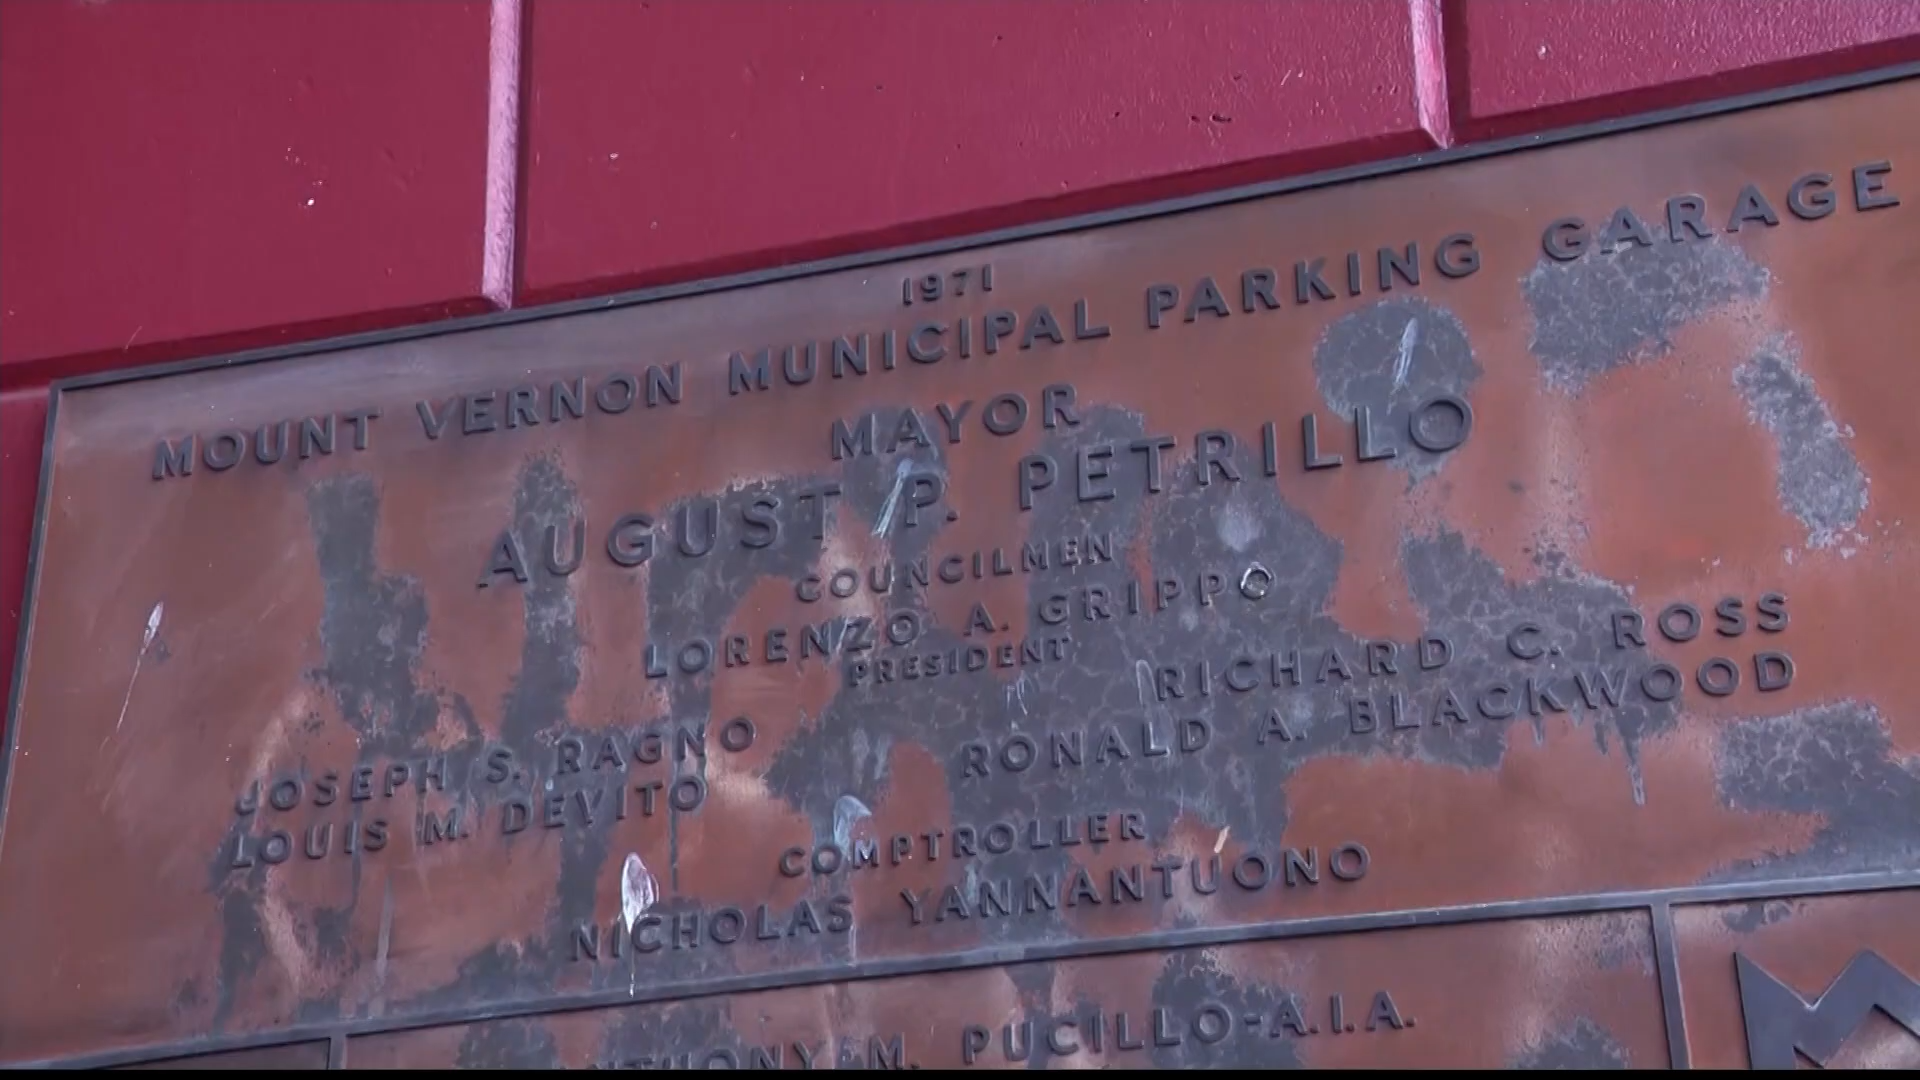 1971
MOUNT VERNON MUNICIPAL PARKING GARAGE
MAYOR
AUGUST P. PETRILLO
COUNCILMEN
LORENZO A. GRIPPO
PRESIDENT
JOSEPH S. RAGNO RICHARD C. ROSS
LOUIS M. DEVITO RONALD A. BLACKWOOD
COMPTROLLER
NICHOLAS YANNANTUONO
M. PUCILLO-A.I.A.